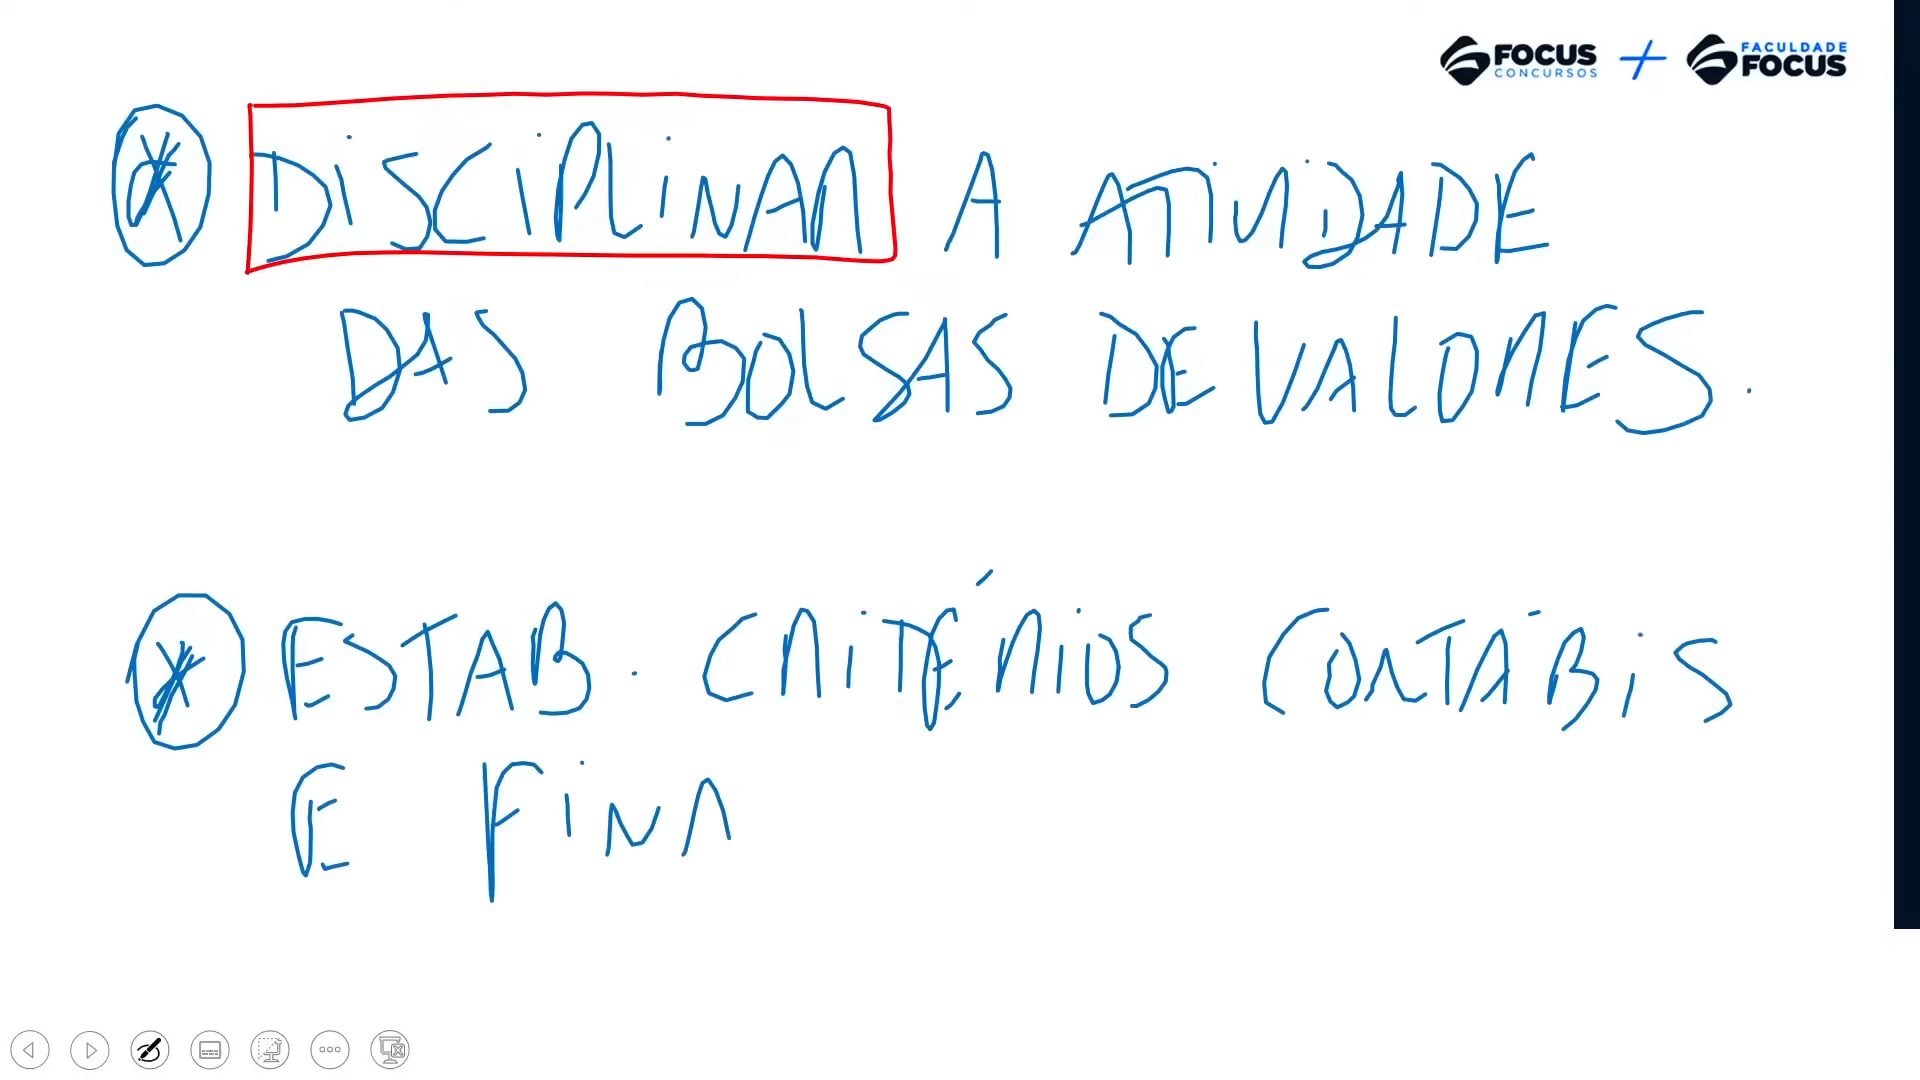 FOCUS CONCURSOS + FACULDADE FOCUS
* DISCIPLINAR A ATIVIDADE
DAS BOLSAS DE VALORES.
* ESTAB. CRITÉRIOS CONTÁBIS
E FINA